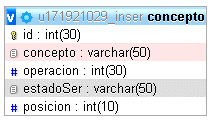 v u171921029_inser concepto
id : int(30)
concepto : varchar(50)
# operacion : int(30)
estadoSer : varchar(50)
# posicion : int(10)